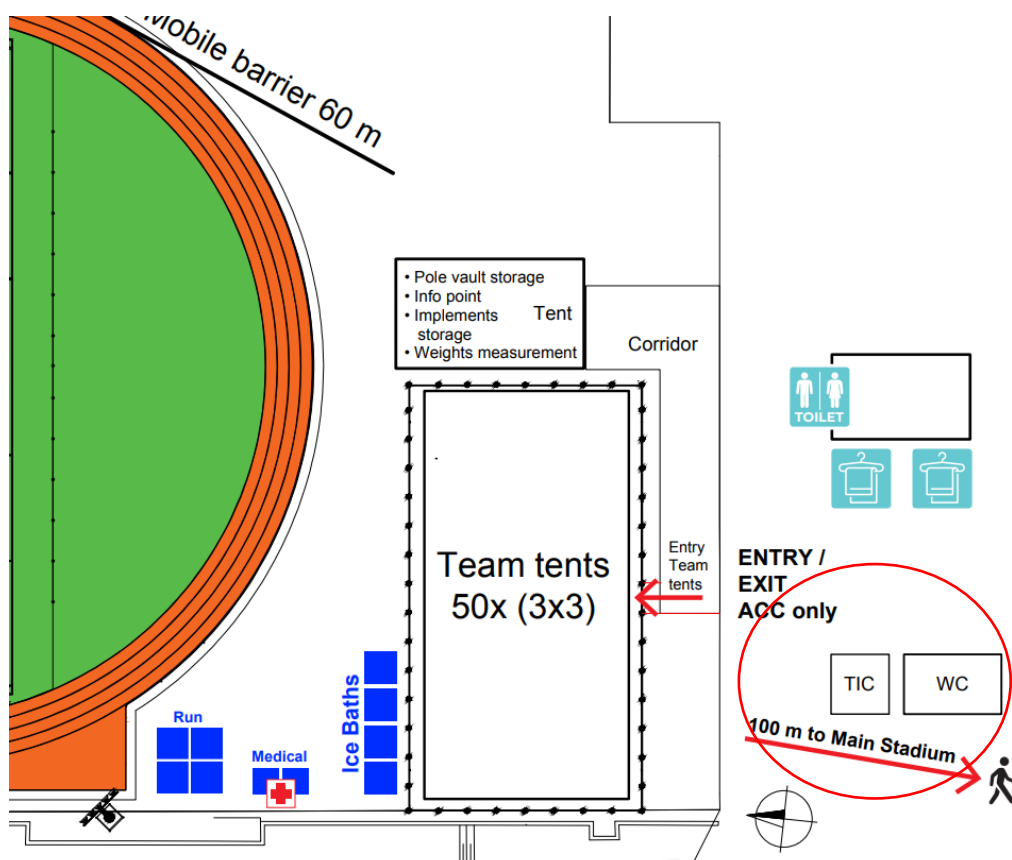 Mobile barrier 60 m
• Pole vault storage
• Info point
• Implements
storage
• Weights measurement
Tent
Corridor
TOILET
Team tents
50x (3x3)
Entry
Team
tents
ENTRY /
EXIT
ACC only
TIC
WC
100 m to Main Stadium
Run
Medical
Ice Baths